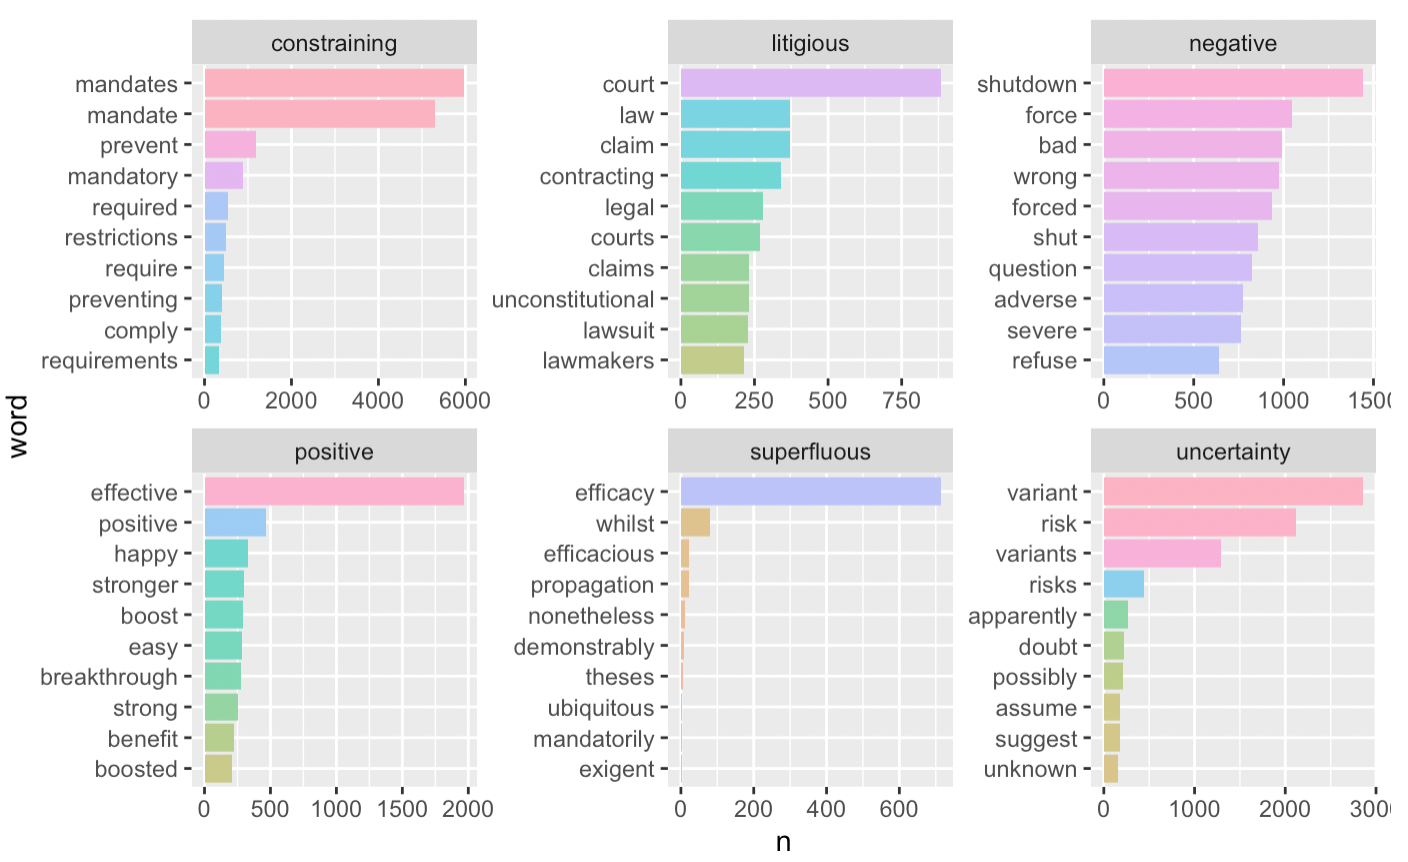 constraining
mandates
mandate
prevent
mandatory
required
restrictions
require
preventing
comply
requirements
0 2000 4000 6000
litigious
court
law
claim
contracting
legal
courts
claims
unconstitutional
lawsuit
lawmakers
0 250 500 750
negative
shutdown
force
bad
wrong
forced
shut
question
adverse
severe
refuse
0 500 1000 1500
word
positive
effective
positive
happy
stronger
boost
easy
breakthrough
strong
benefit
boosted
0 500 1000 1500 2000
superfluous
efficacy
whilst
efficacious
propagation
nonetheless
demonstrably
theses
ubiquitous
mandatorily
exigent
0 200 400 600
uncertainty
variant
risk
variants
risks
apparently
doubt
possibly
assume
suggest
unknown
0 1000 2000 3000
n